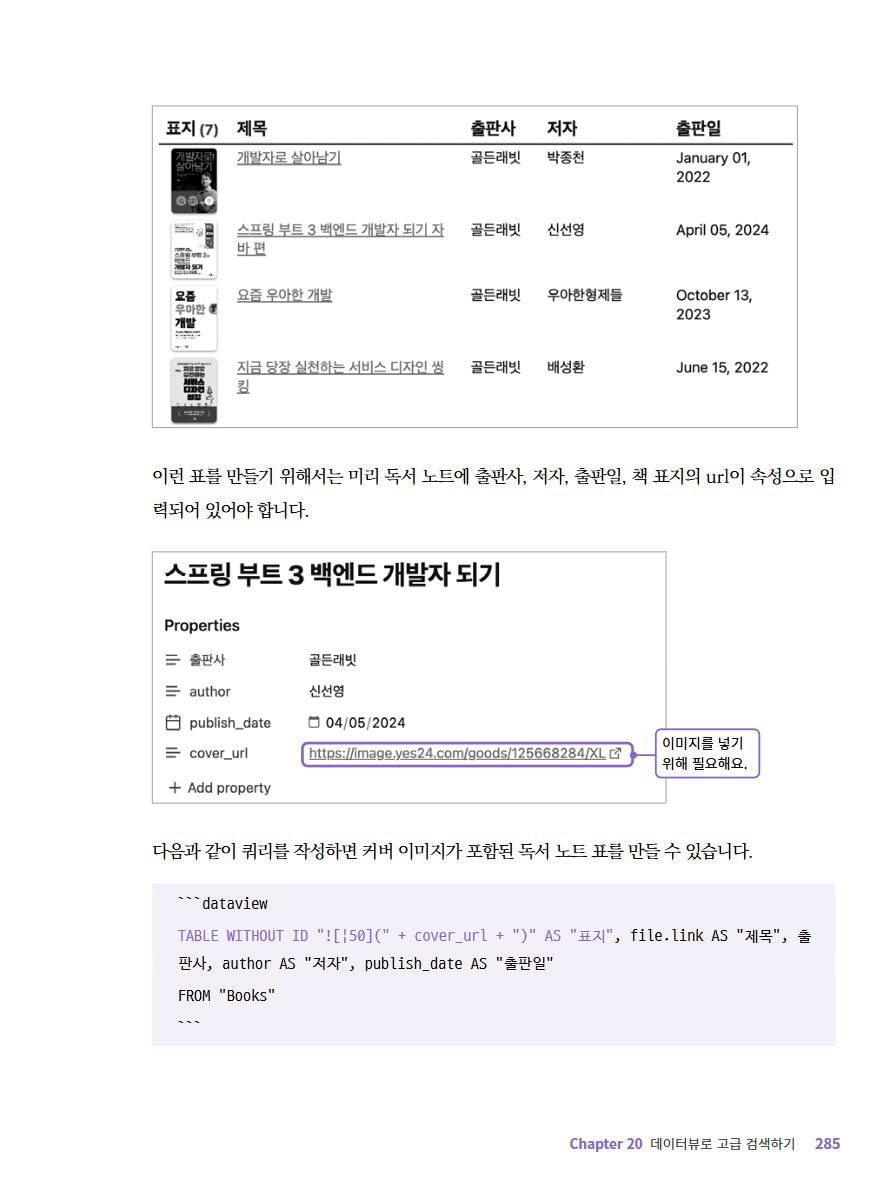 표지 (7) 제목 출판사 저자 출판일
개발자로 살아남기
개발자로 살아남기 골든래빗 박종천 January 01,
2022
스프링 부트 3 백엔드 개발자 되기 자 골든래빗 신선영 April 05, 2024
바 편
스프링 부트 3
백엔드
개발자 되기
요즘 우아한 개발 골든래빗 우아한형제들 October 13,
2023
요즘
우아한
개발
지금 당장 실천하는 서비스 디자인 씽 골든래빗 배성환 June 15, 2022
킹
서비스
디자인
씽킹
이런 표를 만들기 위해서는 미리 독서 노트에 출판사, 저자, 출판일, 책 표지의 url이 속성으로 입
력되어 있어야 합니다.
스프링 부트 3 백엔드 개발자 되기
Properties
출판사 골든래빗
author 신선영
publish_date 04/05/2024
cover_url https://image.yes24.com/goods/125668284/XL
이미지를 넣기
위해 필요해요.
+ Add property
다음과 같이 쿼리를 작성하면 커버 이미지가 포함된 독서 노트 표를 만들 수 있습니다.
```dataview
TABLE WITHOUT ID "![¦50](" + cover_url + ")" AS "표지", file.link AS "제목", 출
판사, author AS "저자", publish_date AS "출판일"
FROM "Books"
```
Chapter 20 데이터뷰로 고급 검색하기 285